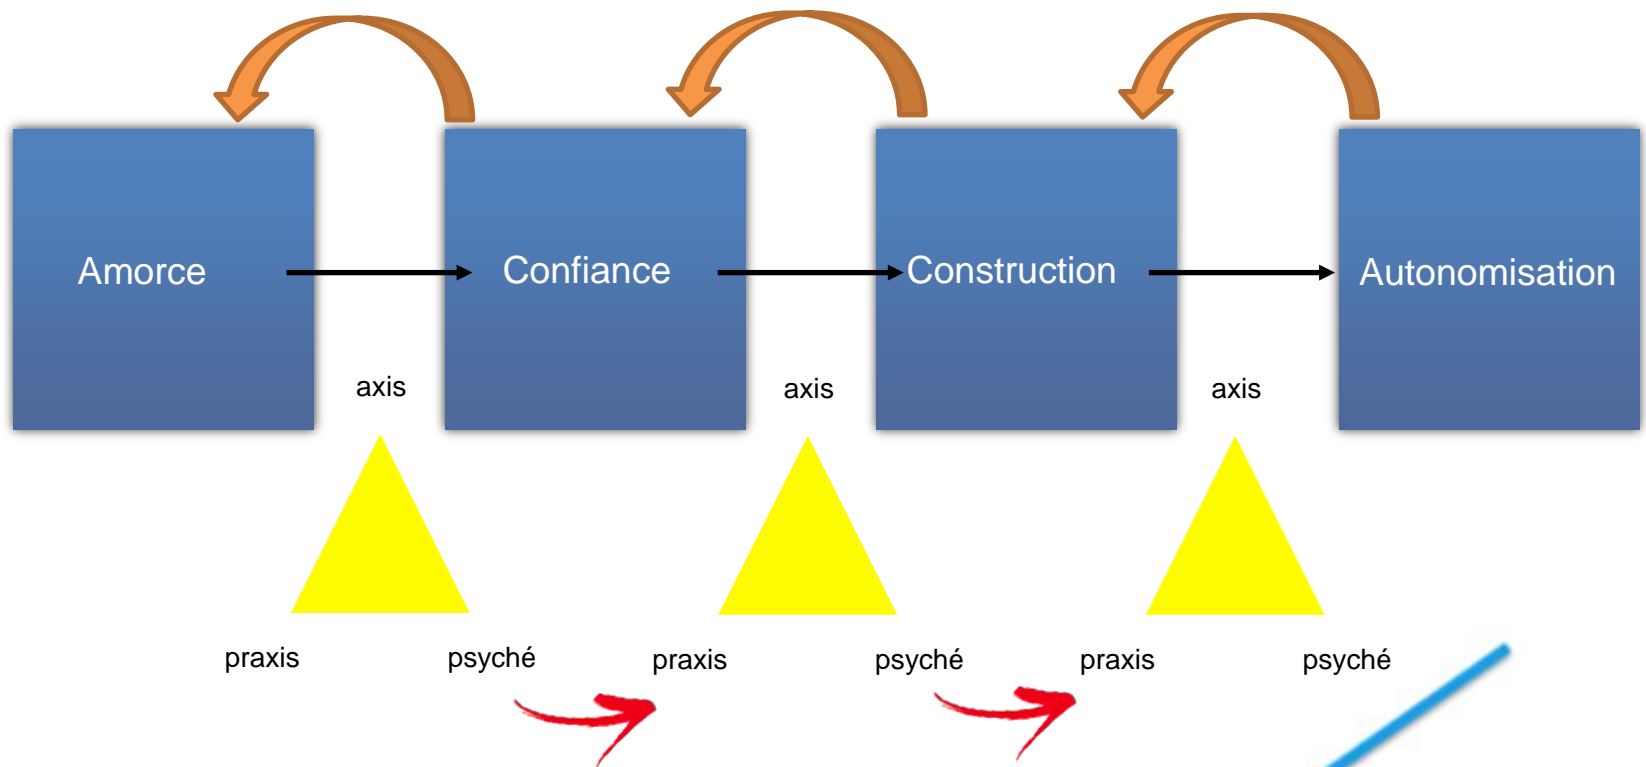 Amorce
Confiance
Construction
Autonomisation
axis
axis
axis
praxis
psyché
praxis
psyché
praxis
psyché